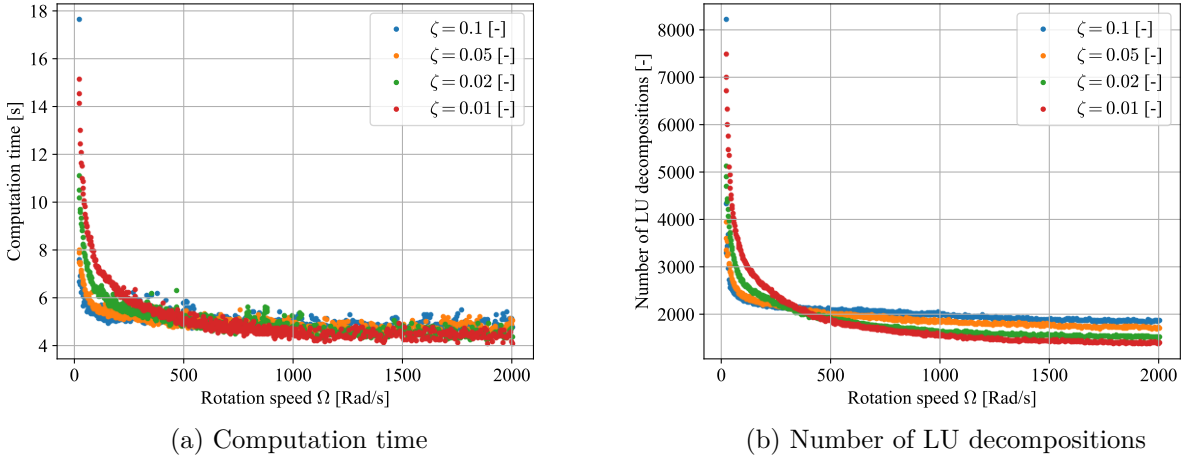 18
16
14
12
10
8
6
4
Computation time [s]
0
500
1000
1500
2000
Rotation speed Ω [Rad/s]
ζ = 0.1 [-]
ζ = 0.05 [-]
ζ = 0.02 [-]
ζ = 0.01 [-]
(a) Computation time
8000
7000
6000
5000
4000
3000
2000
Number of LU decompositions [-]
0
500
1000
1500
2000
Rotation speed Ω [Rad/s]
ζ = 0.1 [-]
ζ = 0.05 [-]
ζ = 0.02 [-]
ζ = 0.01 [-]
(b) Number of LU decompositions